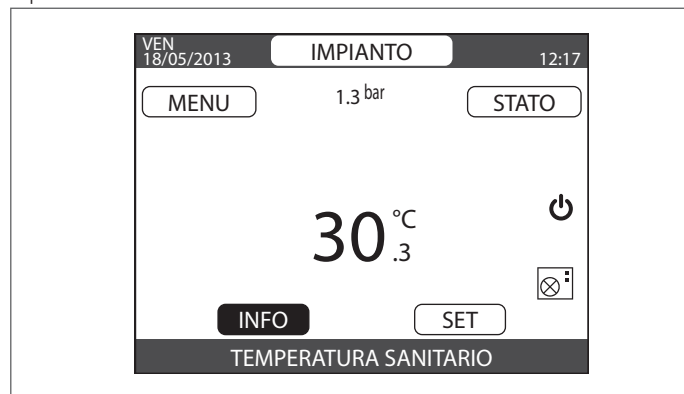 VEN
18/05/2013
IMPIANTO
12:17
MENU
1.3 bar
STATO
30.3 °C
INFO
SET
TEMPERATURA SANITARIO